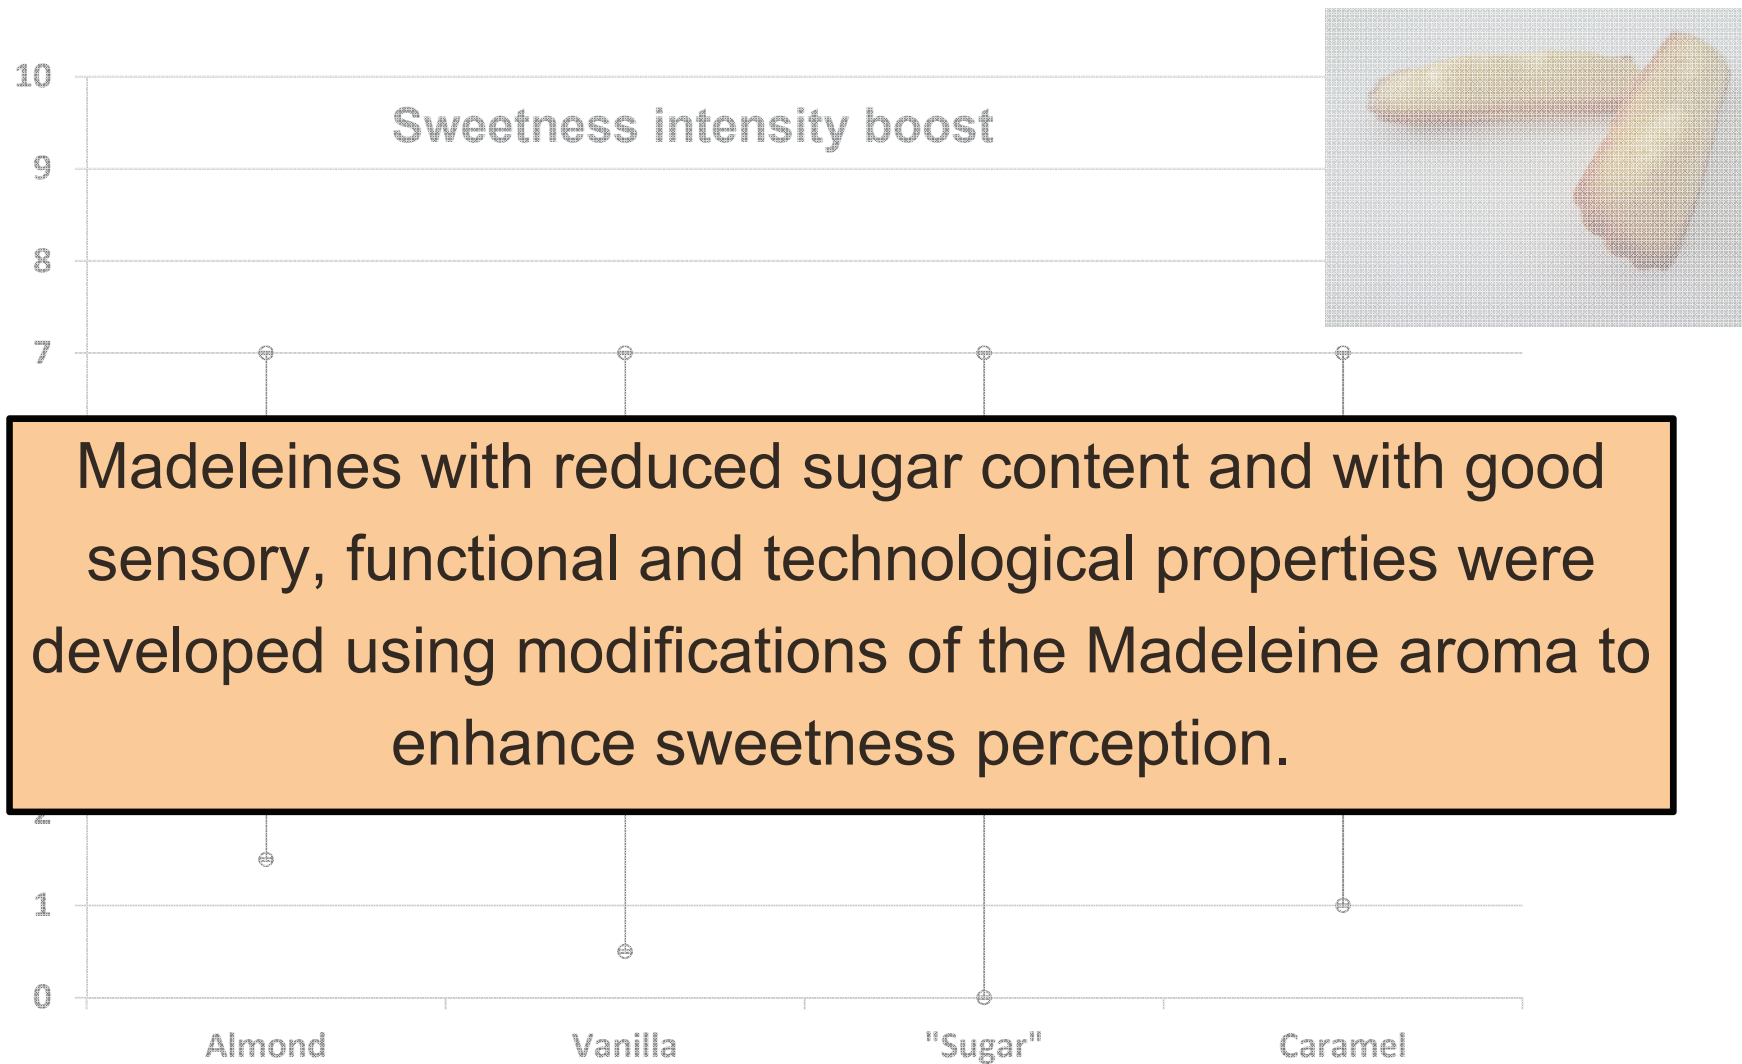 10
Sweetness intensity boost
9
8
7
Madeleines with reduced sugar content and with good
sensory, functional and technological properties were
developed using modifications of the Madeleine aroma to
enhance sweetness perception.
1
0
Almond Vanilla "Sugar" Caramel